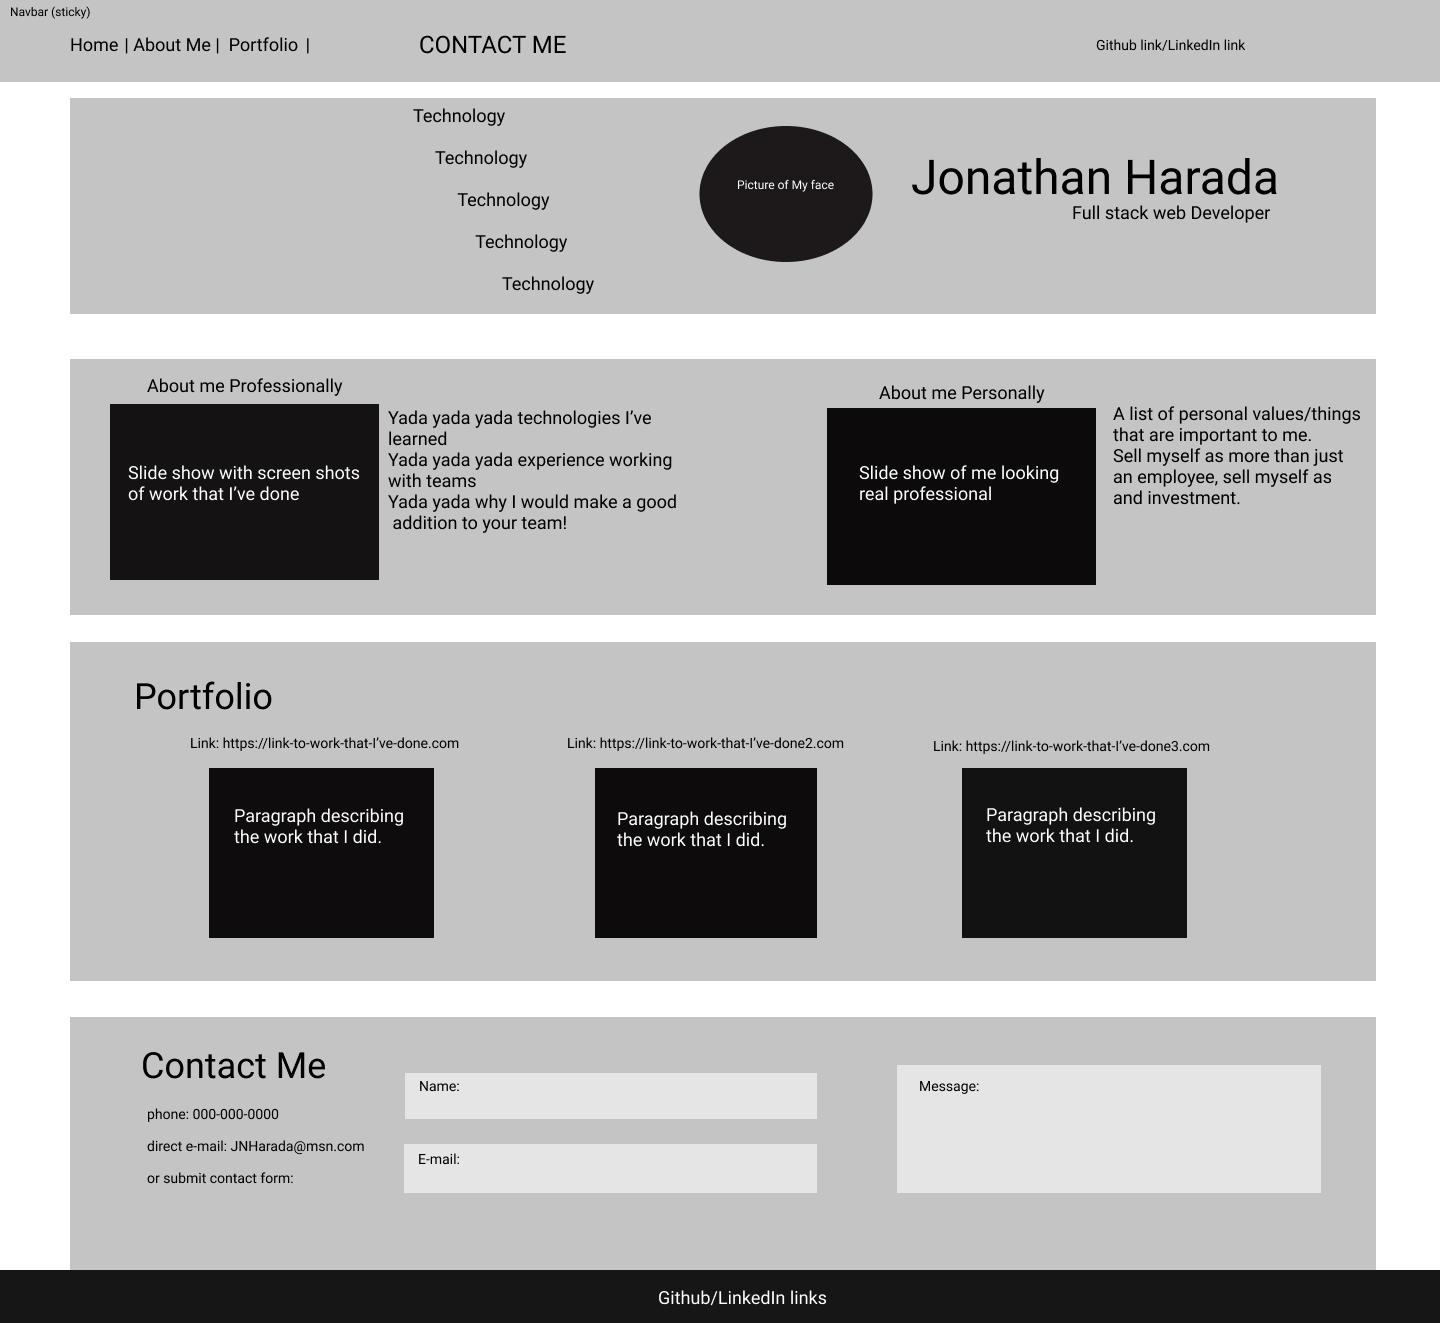 Navbar (sticky)
Home | About Me | Portfolio |
CONTACT ME
Github link/LinkedIn link
Technology
Technology
Technology
Technology
Technology
Picture of My face
Jonathan Harada
Full stack web Developer
About me Professionally
Slide show with screen shots
of work that I’ve done
Yada yada yada technologies I’ve
learned
Yada yada yada experience working
with teams
Yada yada why I would make a good
addition to your team!
About me Personally
Slide show of me looking
real professional
A list of personal values/things
that are important to me.
Sell myself as more than just
an employee, sell myself as
and investment.
Portfolio
Link: https://link-to-work-that-I’ve-done.com
Paragraph describing
the work that I did.
Link: https://link-to-work-that-I’ve-done2.com
Paragraph describing
the work that I did.
Link: https://link-to-work-that-I’ve-done3.com
Paragraph describing
the work that I did.
Contact Me
phone: 000-000-0000
direct e-mail: JNHarada@msn.com
or submit contact form:
Name:
E-mail:
Message:
Github/LinkedIn links